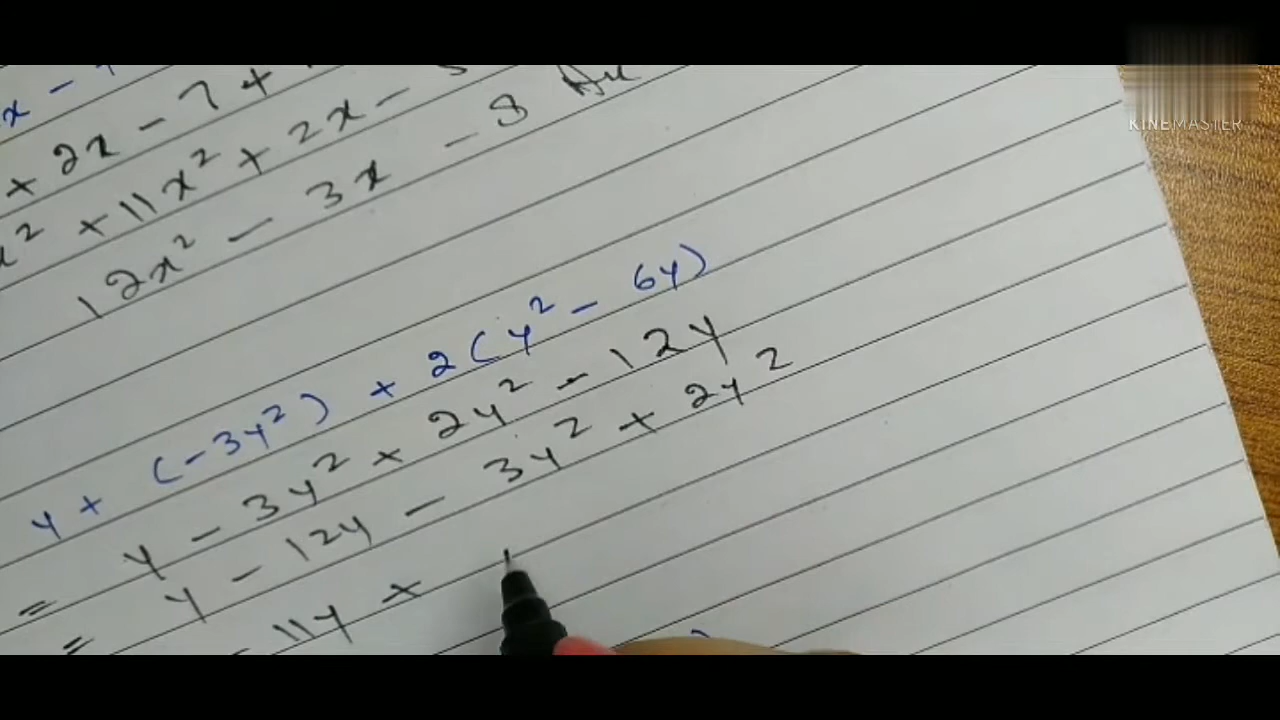 x -
+ 2x - 7 +
x² + 11x² + 2x -
12x² - 3x - 8
y + (-3y²) + 2(y² - 6y)
= y - 3y² + 2y² - 12y
= y - 12y - 3y² + 2y²
- 11y +
KINEMASTER